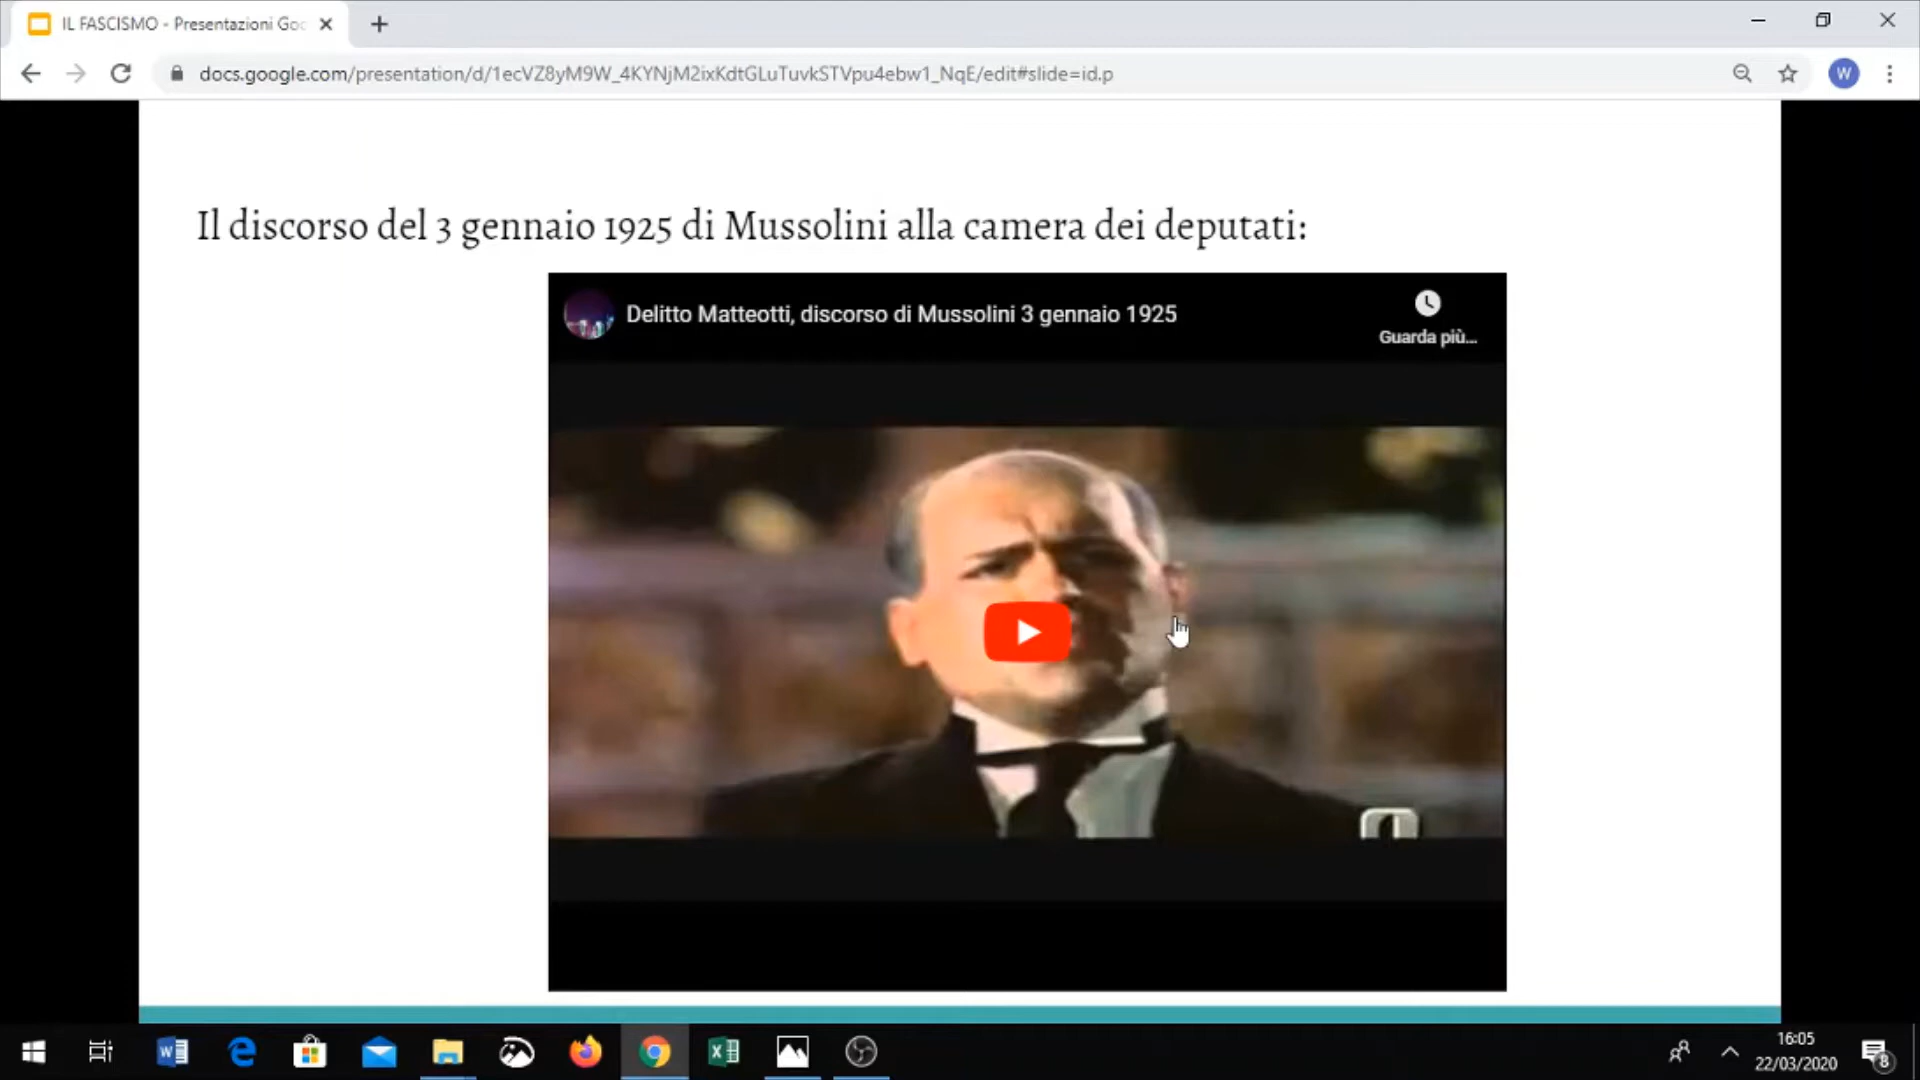 IL FASCISMO - Presentazioni Goo
docs.google.com/presentation/d/1ecVZ8yM9W_4KYNjM2ixKdtGLuTuvkSTVpu4ebw1_NqE/edit#slide=id.p
W
Il discorso del 3 gennaio 1925 di Mussolini alla camera dei deputati:
Delitto Matteotti, discorso di Mussolini 3 gennaio 1925
Guarda più...
16:05
22/03/2020
8